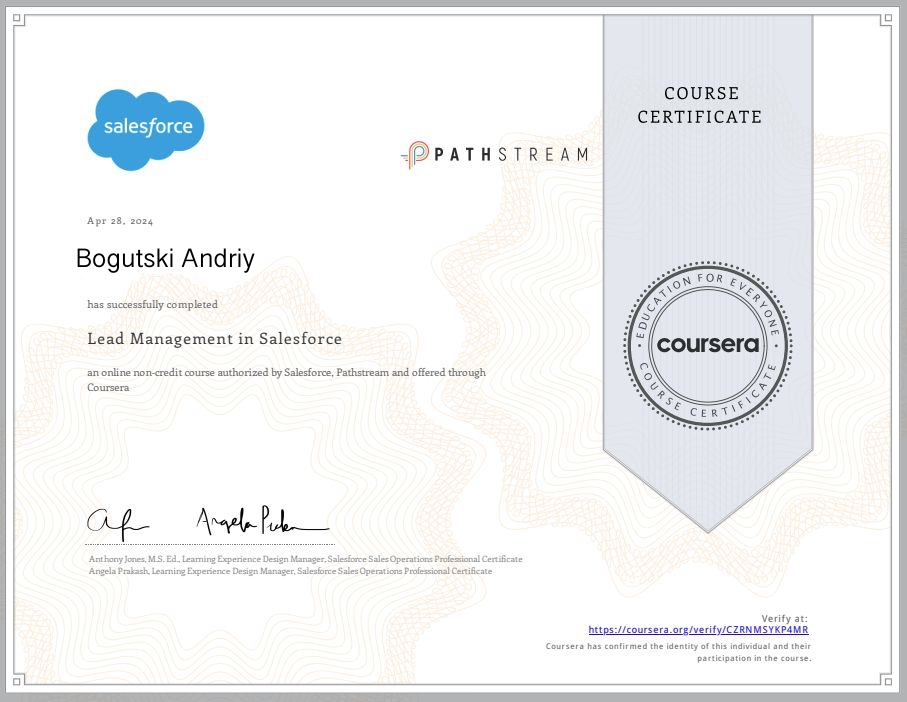 COURSE
CERTIFICATE
salesforce
PATHSTREAM
Apr 28, 2024
Bogutski Andriy
has successfully completed
Lead Management in Salesforce
an online non-credit course authorized by Salesforce, Pathstream and offered through
Coursera
EDUCATION FOR EVERYONE
coursera
COURSE CERTIFICATE
Anthony Jones, M.S. Ed., Learning Experience Design Manager, Salesforce Sales Operations Professional Certificate
Angela Prakash, Learning Experience Design Manager, Salesforce Sales Operations Professional Certificate
Verify at:
https://coursera.org/verify/CZRNMSYKP4MR
Coursera has confirmed the identity of this individual and their
participation in the course.